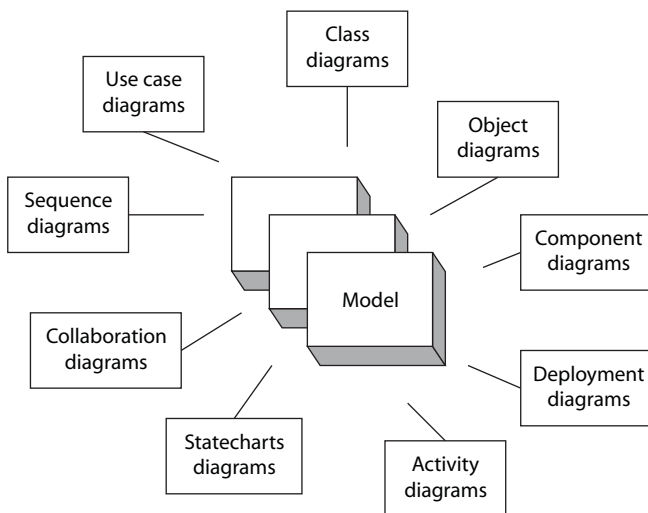 Class
diagrams
Use case
diagrams
Object
diagrams
Sequence
diagrams
Component
diagrams
Model
Collaboration
diagrams
Deployment
diagrams
Statecharts
diagrams
Activity
diagrams